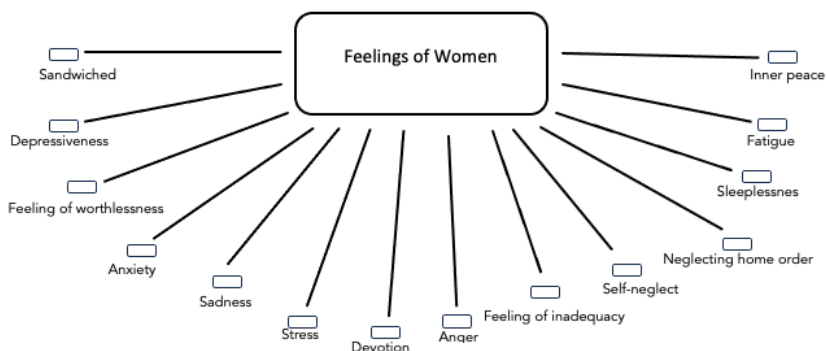 Feelings of Women
Sandwiched
Inner peace
Depressiveness
Fatigue
Feeling of worthlessness
Sleeplessnes
Anxiety
Neglecting home order
Sadness
Self-neglect
Stress
Feeling of inadequacy
Devotion
Anger